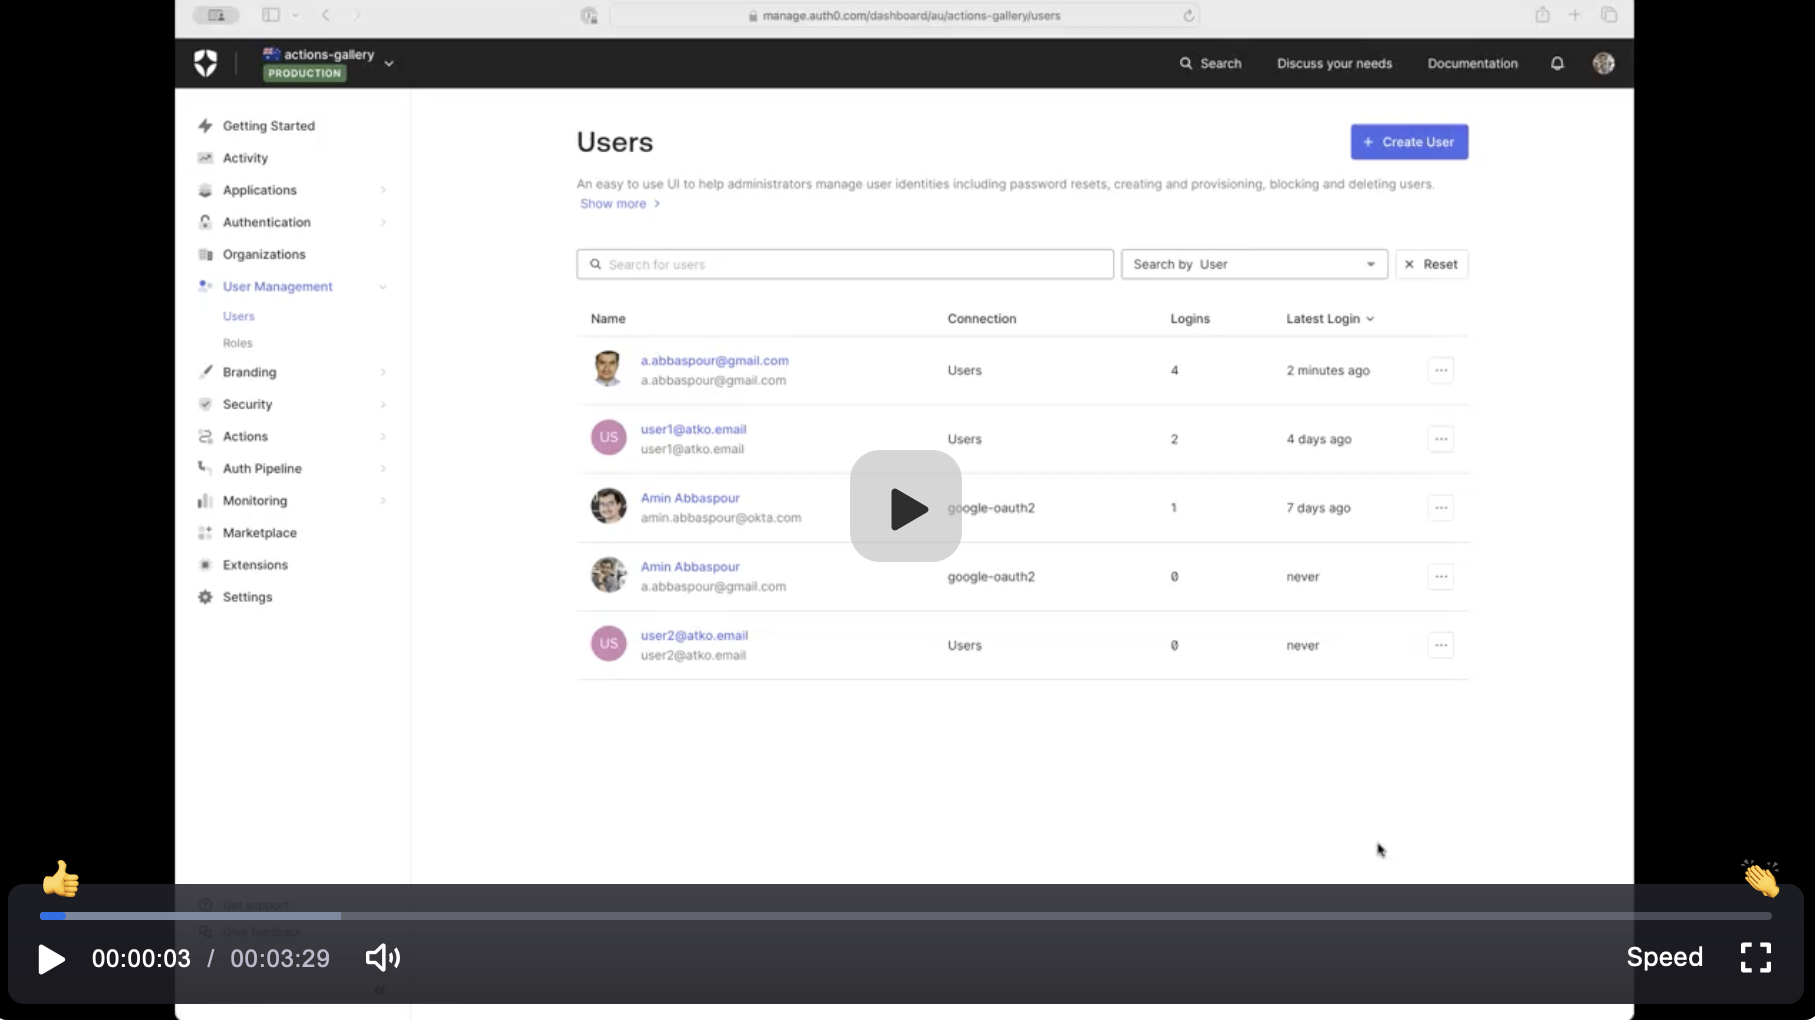 manage.auth0.com/dashboard/au/actions-gallery/users
actions-gallery
PRODUCTION
Search
Discuss your needs
Documentation
Getting Started
Activity
Applications
Authentication
Organizations
User Management
Users
Roles
Branding
Security
Actions
Auth Pipeline
Monitoring
Marketplace
Extensions
Settings
Get support
Give feedback
Users
+ Create User
An easy to use UI to help administrators manage user identities including password resets, creating and provisioning, blocking and deleting users.
Show more
Search for users
Search by User
Reset
Name Connection Logins Latest Login
a.abbaspour@gmail.com
a.abbaspour@gmail.com
Users 4 2 minutes ago
US
user1@atko.email
user1@atko.email
Users 2 4 days ago
Amin Abbaspour
amin.abbaspour@okta.com
google-oauth2 1 7 days ago
Amin Abbaspour
a.abbaspour@gmail.com
google-oauth2 0 never
US
user2@atko.email
user2@atko.email
Users 0 never
00:00:03 / 00:03:29
Speed